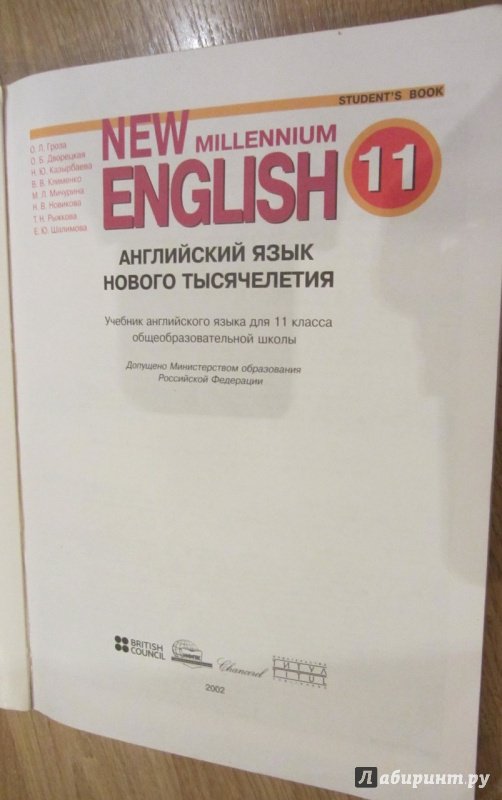 STUDENT'S BOOK
О. Л. Гроза
О. Б. Дворецкая
Н. Ю. Казырбаева
В. В. Клименко
М. Л. Мичурина
Н. В. Новикова
Т. Н. Рыжкова
Е. Ю. Шалимова
NEW MILLENNIUM
ENGLISH 11
АНГЛИЙСКИЙ ЯЗЫК
НОВОГО ТЫСЯЧЕЛЕТИЯ
Учебник английского языка для 11 класса
общеобразовательной школы
Допущено Министерством образования
Российской Федерации
BRITISH
COUNCIL
Chancerel
ТИТУЛ
TITUL
2002
Лабиринт.ру